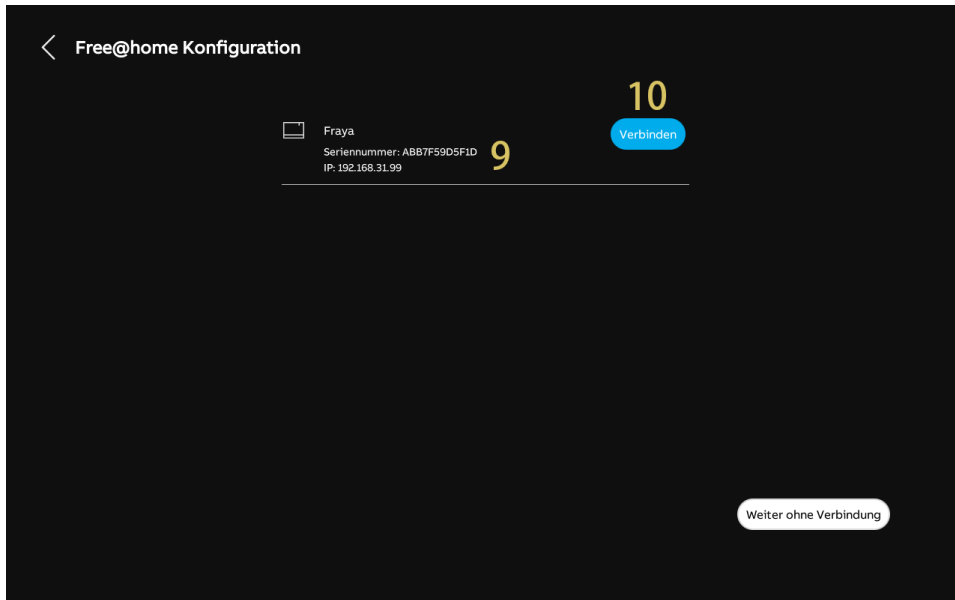 Free@home Konfiguration
10
Fraya
Verbinden
Seriennummer: ABB7F59D5F1D
9
IP: 192.168.31.99
Weiter ohne Verbindung